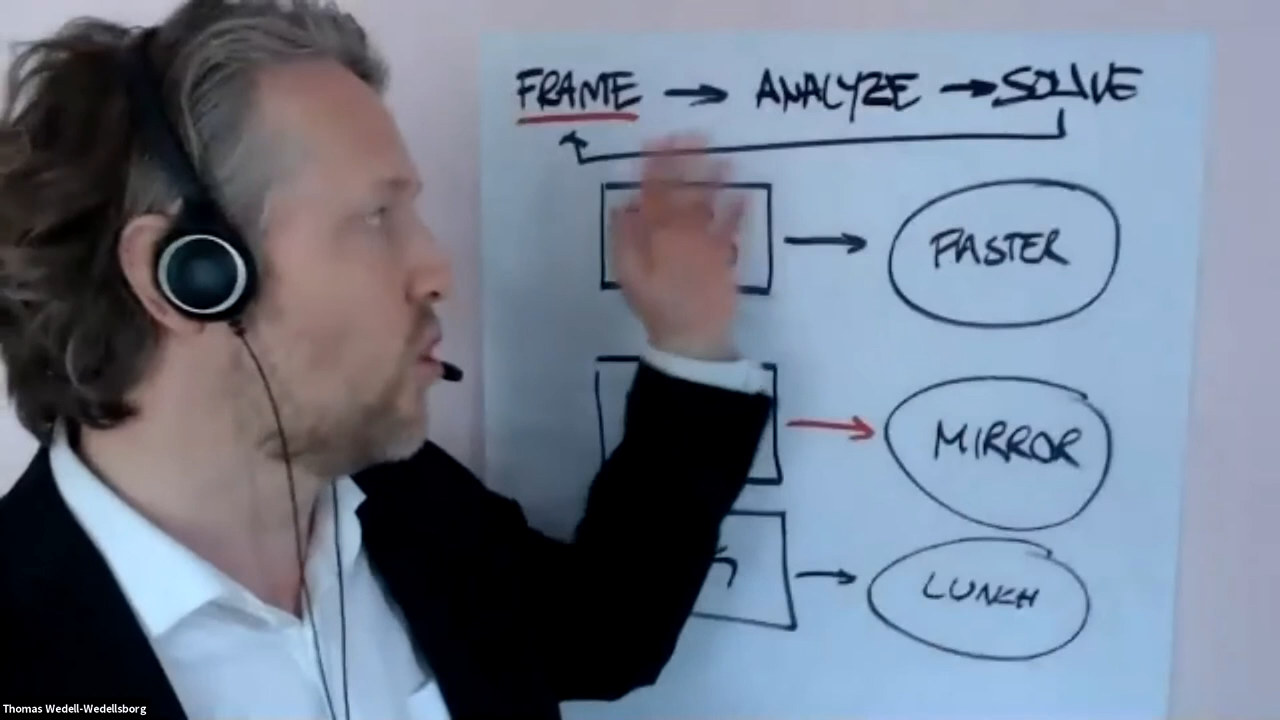 FRAME → ANALYZE → SOLVE
FASTER
MIRROR
LUNCH
Thomas Wedell-Wedellsborg